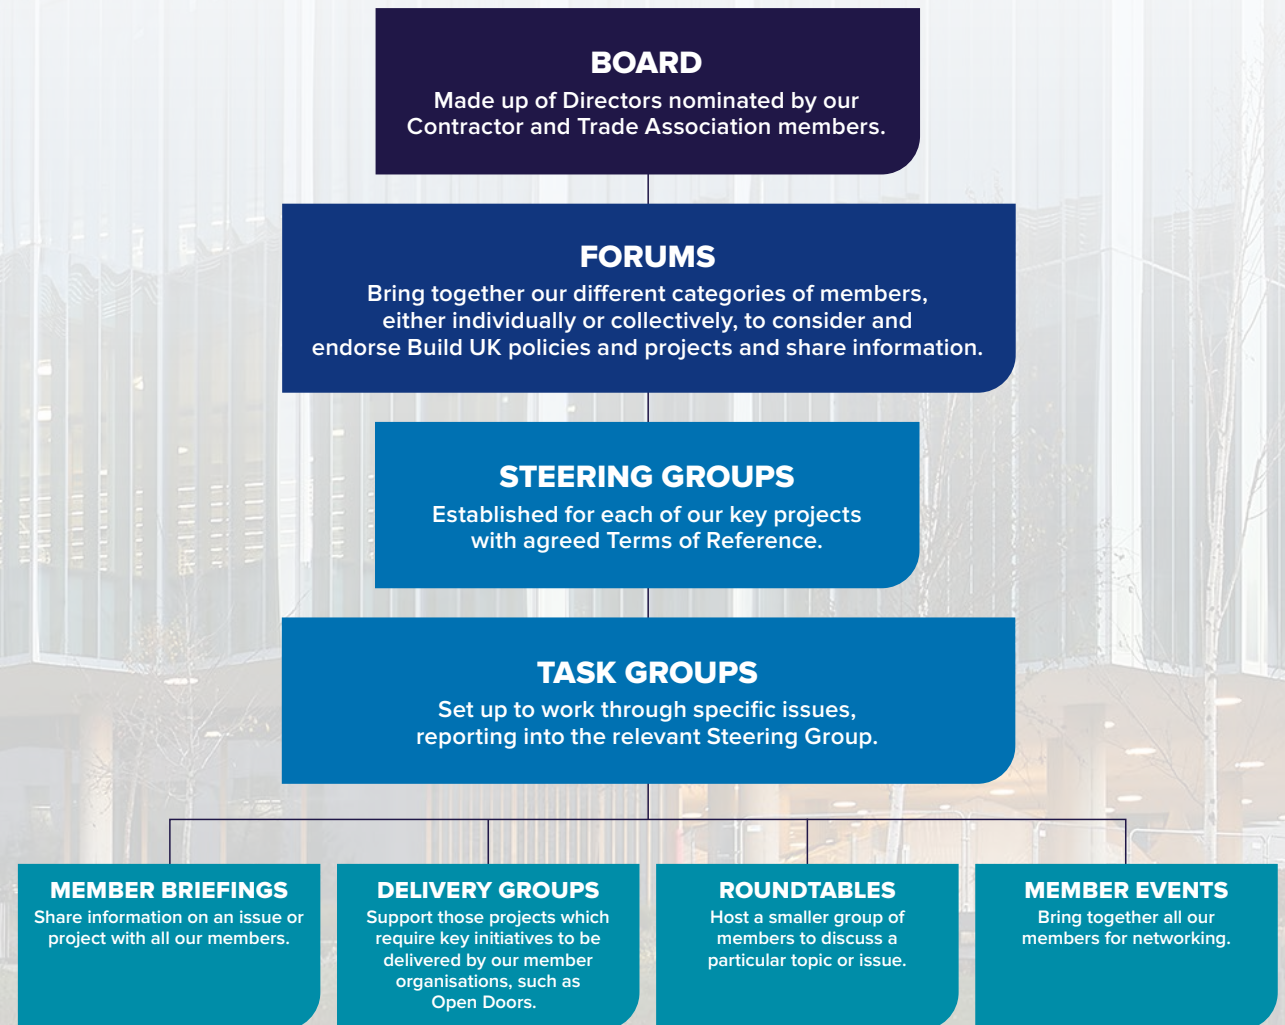 BOARD
Made up of Directors nominated by our
Contractor and Trade Association members.
FORUMS
Bring together our different categories of members,
either individually or collectively, to consider and
endorse Build UK policies and projects and share information.
STEERING GROUPS
Established for each of our key projects
with agreed Terms of Reference.
TASK GROUPS
Set up to work through specific issues,
reporting into the relevant Steering Group.
MEMBER BRIEFINGS
Share information on an issue or
project with all our members.
DELIVERY GROUPS
Support those projects which
require key initiatives to be
delivered by our member
organisations, such as
Open Doors.
ROUNDTABLES
Host a smaller group of
members to discuss a
particular topic or issue.
MEMBER EVENTS
Bring together all our
members for networking.